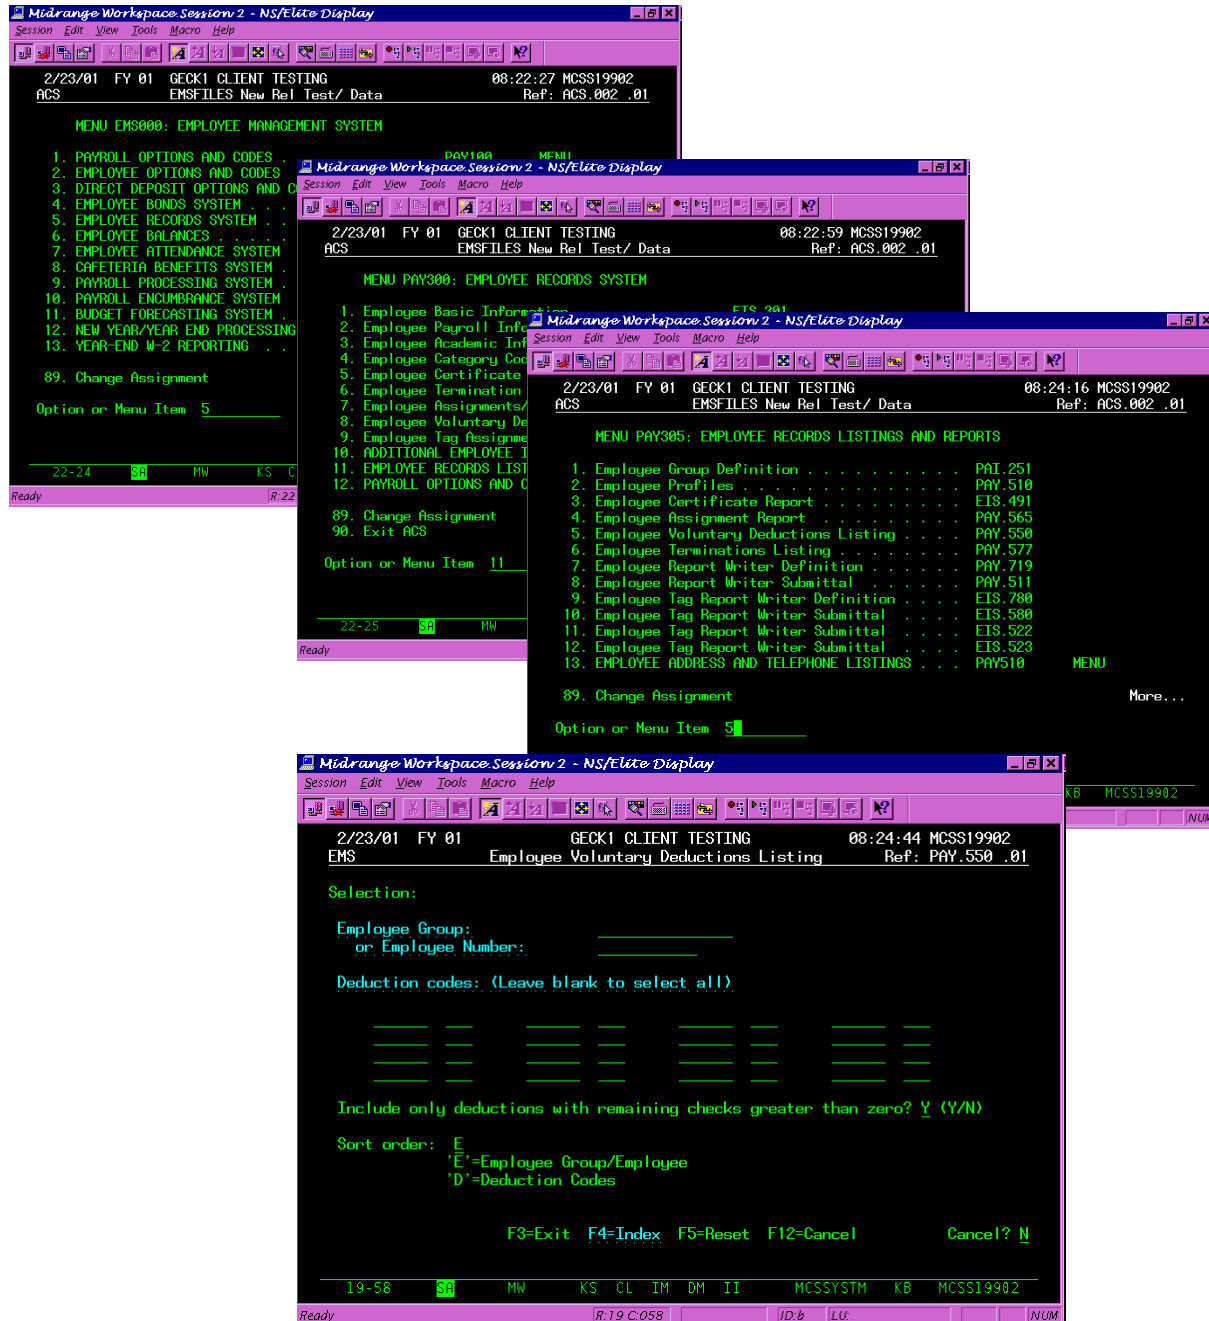 Midrange Workspace Session 2 - NS/Elite Display
Session Edit View Tools Macro Help
2/23/01 FY 01 GECK1 CLIENT TESTING 08:22:27 MCSS19902
ACS EMSFILES New Rel Test/ Data Ref: ACS.002 .01
MENU EMS000: EMPLOYEE MANAGEMENT SYSTEM
1. PAYROLL OPTIONS AND CODES . PAY100 MENU
2. EMPLOYEE OPTIONS AND CODES
3. DIRECT DEPOSIT OPTIONS AND C
4. EMPLOYEE BONDS SYSTEM . . .
5. EMPLOYEE RECORDS SYSTEM . .
6. EMPLOYEE BALANCES . . . . .
7. EMPLOYEE ATTENDANCE SYSTEM
8. CAFETERIA BENEFITS SYSTEM .
9. PAYROLL PROCESSING SYSTEM .
10. PAYROLL ENCUMBRANCE SYSTEM
11. BUDGET FORECASTING SYSTEM .
12. NEW YEAR/YEAR END PROCESSING
13. YEAR-END W-2 REPORTING . .
89. Change Assignment
Option or Menu Item 5
22-24 SA MW KS C
Ready R:22
Midrange Workspace Session 2 - NS/Elite Display
Session Edit View Tools Macro Help
2/23/01 FY 01 GECK1 CLIENT TESTING 08:22:59 MCSS19902
ACS EMSFILES New Rel Test/ Data Ref: ACS.002 .01
MENU PAY300: EMPLOYEE RECORDS SYSTEM
1. Employee Basic Information EIS.301
2. Employee Payroll Info
3. Employee Academic Inf
4. Employee Category Cod
5. Employee Certificate
6. Employee Termination
7. Employee Assignments/
8. Employee Voluntary De
9. Employee Tag Assignme
10. ADDITIONAL EMPLOYEE I
11. EMPLOYEE RECORDS LIST
12. PAYROLL OPTIONS AND C
89. Change Assignment
90. Exit ACS
Option or Menu Item 11
22-25 SA MW
Ready
Midrange Workspace Session 2 - NS/Elite Display
Session Edit View Tools Macro Help
2/23/01 FY 01 GECK1 CLIENT TESTING 08:24:16 MCSS19902
ACS EMSFILES New Rel Test/ Data Ref: ACS.002 .01
MENU PAY305: EMPLOYEE RECORDS LISTINGS AND REPORTS
1. Employee Group Definition . . . . . . . . . . PAI.251
2. Employee Profiles . . . . . . . . . . . . . . PAY.510
3. Employee Certificate Report . . . . . . . . . EIS.491
4. Employee Assignment Report . . . . . . . . . PAY.565
5. Employee Voluntary Deductions Listing . . . . PAY.550
6. Employee Terminations Listing . . . . . . . . PAY.577
7. Employee Report Writer Definition . . . . . . PAY.719
8. Employee Report Writer Submittal . . . . . . PAY.511
9. Employee Tag Report Writer Definition . . . . EIS.780
10. Employee Tag Report Writer Submittal . . . . EIS.580
11. Employee Tag Report Writer Submittal . . . . EIS.522
12. Employee Tag Report Writer Submittal . . . . EIS.523
13. EMPLOYEE ADDRESS AND TELEPHONE LISTINGS . . . PAY510 MENU
89. Change Assignment More...
Option or Menu Item 5
KB MCSS19902
NUM
Midrange Workspace Session 2 - NS/Elite Display
Session Edit View Tools Macro Help
2/23/01 FY 01 GECK1 CLIENT TESTING 08:24:44 MCSS19902
EMS Employee Voluntary Deductions Listing Ref: PAY.550 .01
Selection:
Employee Group:
or Employee Number:
Deduction codes: (Leave blank to select all)
Include only deductions with remaining checks greater than zero? Y (Y/N)
Sort order: E
'E'=Employee Group/Employee
'D'=Deduction Codes
F3=Exit F4=Index F5=Reset F12=Cancel Cancel? N
19-58 SA MW KS CL IM DM II MCSSYSTM KB MCSS19902
Ready R:19 C:058 ID:b LU: NUM